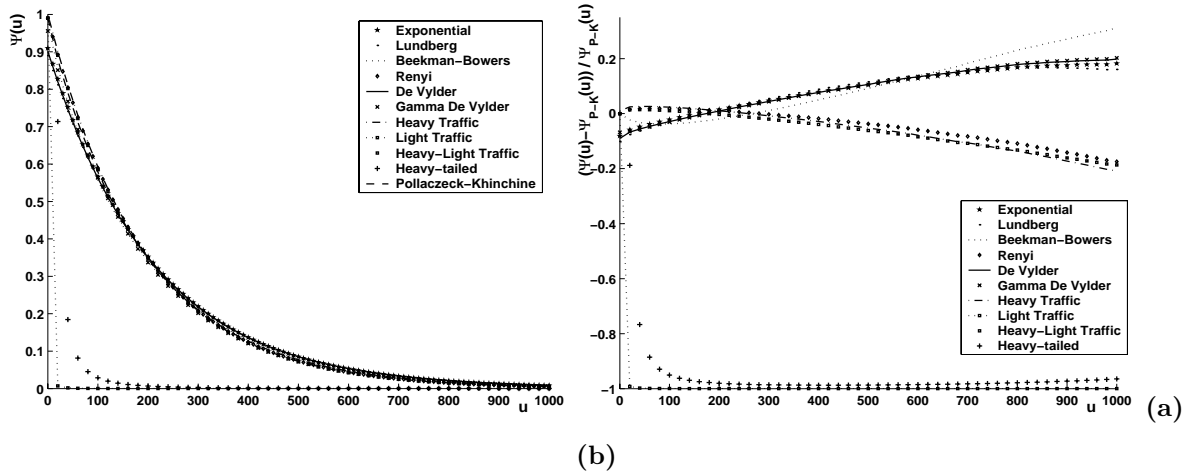 1
0.9
0.8
0.7
0.6
0.5
0.4
0.3
0.2
0.1
0
Ψ(u)
0 100 200 300 400 500 600 700 800 900 1000
u
Exponential
Lundberg
Beekman−Bowers
Renyi
De Vylder
Gamma De Vylder
Heavy Traffic
Light Traffic
Heavy−Light Traffic
Heavy−tailed
Pollaczeck−Khinchine
(Ψ(u)−Ψ_{P−K}(u)) / Ψ_{P−K}(u)
0.2
0
−0.2
−0.4
−0.6
−0.8
−1
0 100 200 300 400 500 600 700 800 900 1000
u
Exponential
Lundberg
Beekman−Bowers
Renyi
De Vylder
Gamma De Vylder
Heavy Traffic
Light Traffic
Heavy−Light Traffic
Heavy−tailed
(a)
(b)